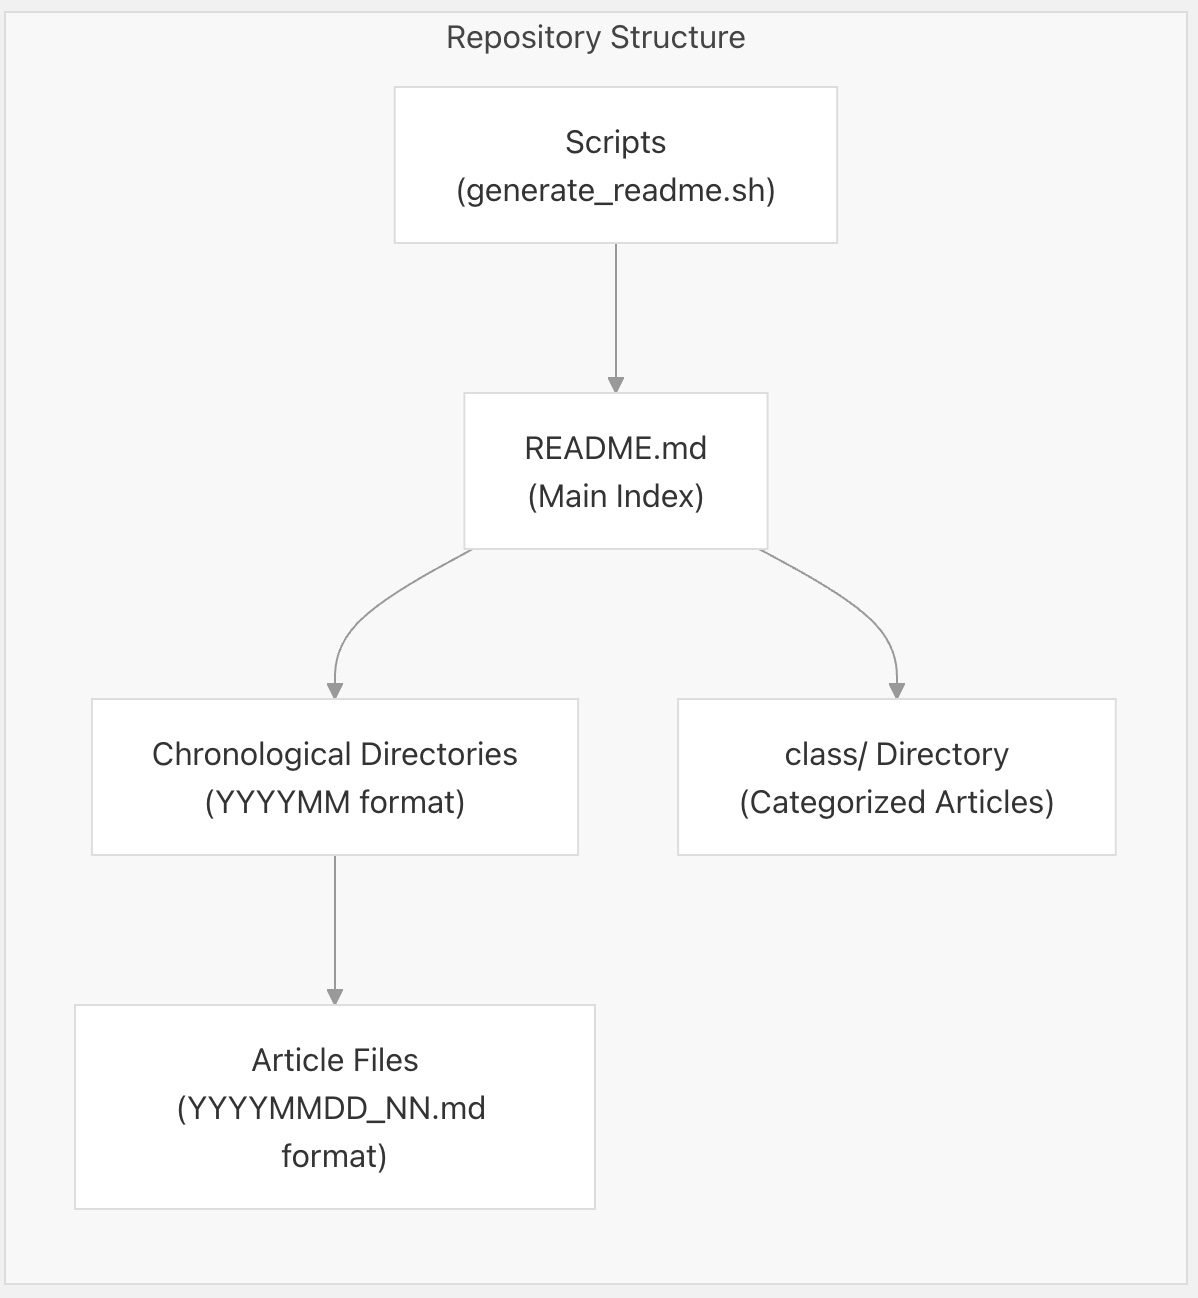 Repository Structure
Scripts
(generate_readme.sh)
README.md
(Main Index)
Chronological Directories
(YYYYMM format)
class/ Directory
(Categorized Articles)
Article Files
(YYYYMMDD_NN.md
format)